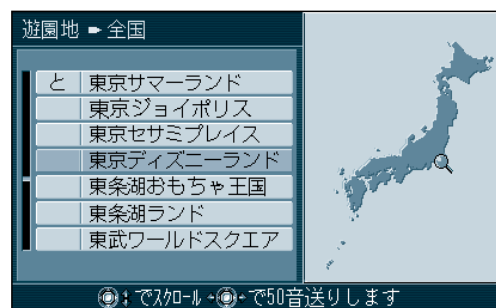 遊園地 ➨ 全国
と 東京サマーランド
東京ジョイポリス
東京セサミプレイス
東京ディズニーランド
東条湖おもちゃ王国
東条湖ランド
東武ワールドスクエア
でｽｸﾛｰﾙ で50音送りします